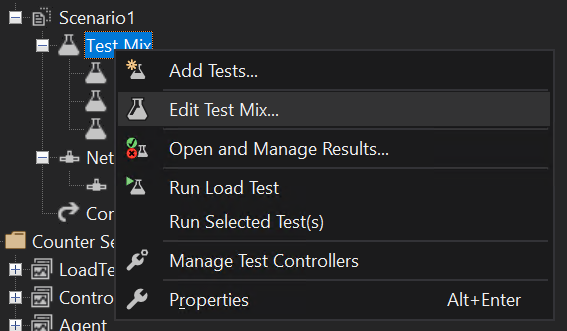 Scenario1
Test Mix
Add Tests...
Edit Test Mix...
Net
Open and Manage Results...
Run Load Test
Run Selected Test(s)
Counter Se
LoadTe
Manage Test Controllers
Contro
Properties Alt+Enter
Agent